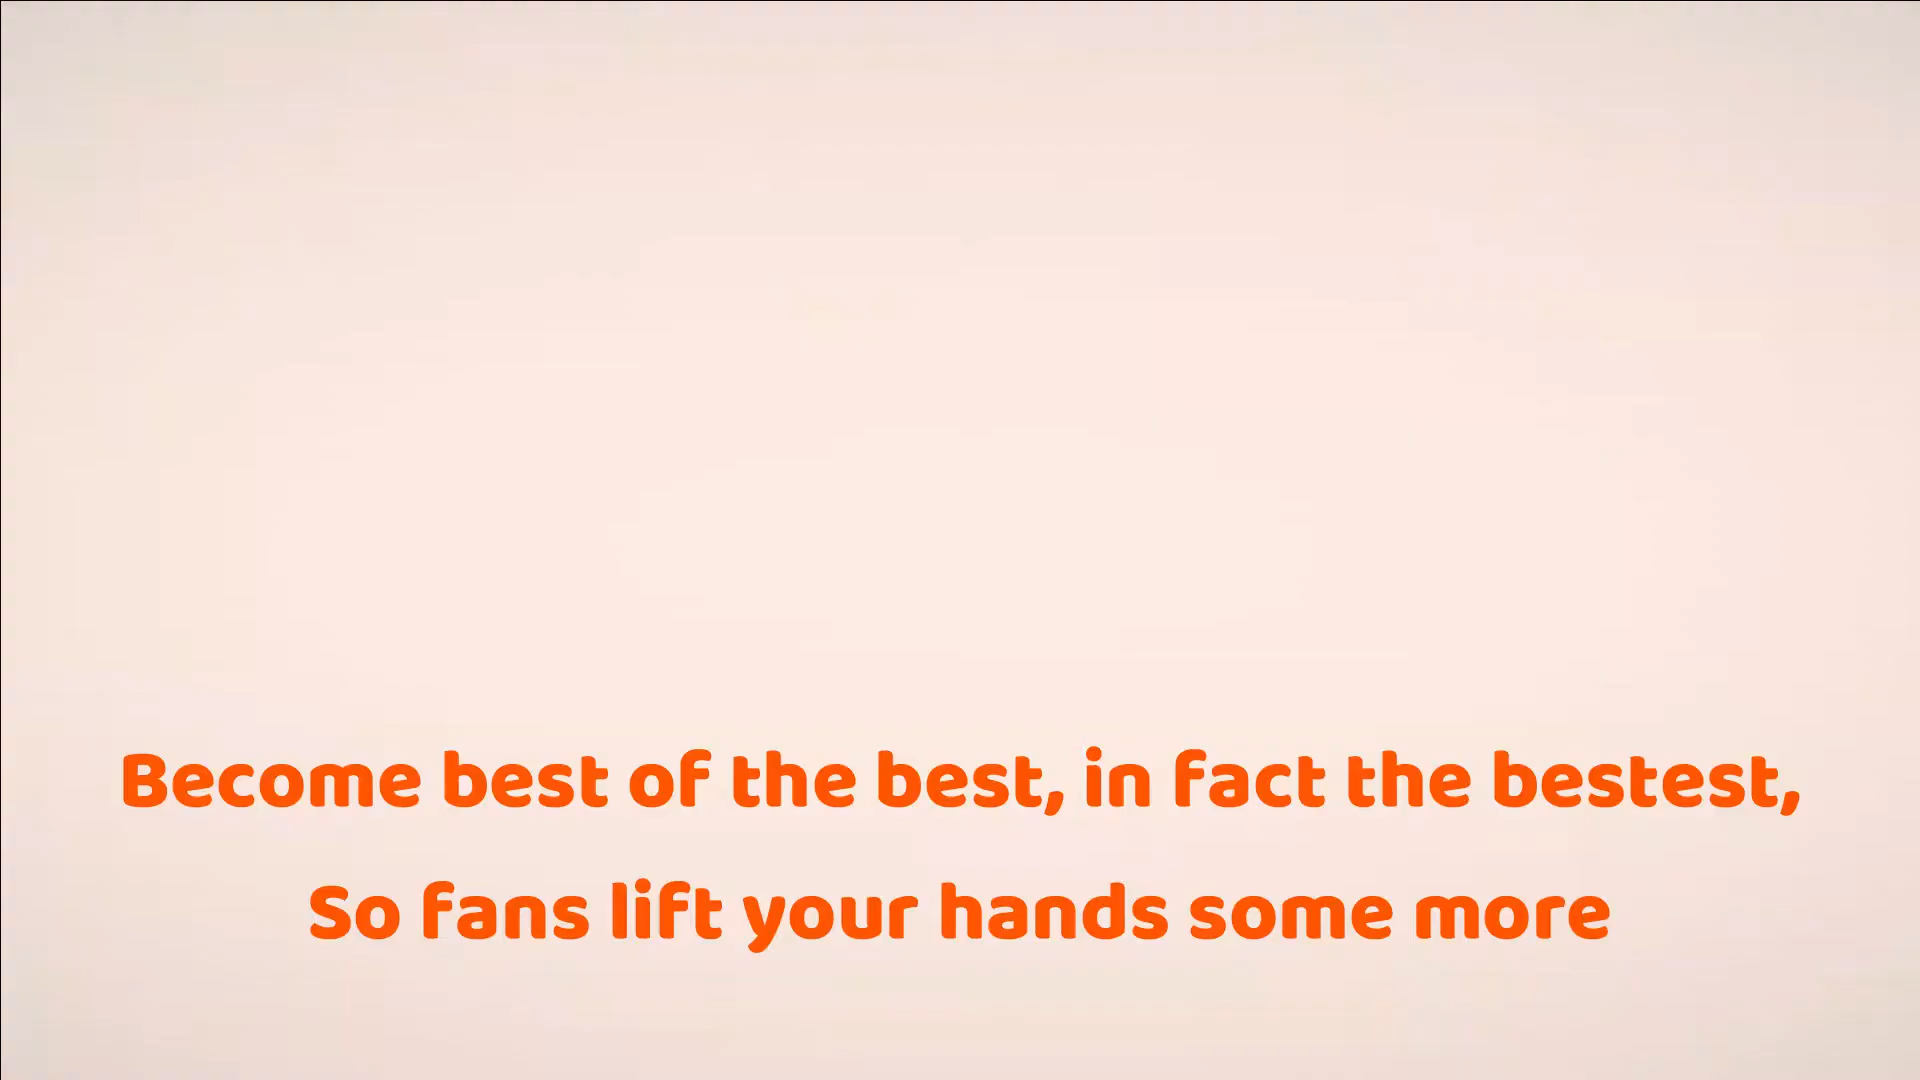 Become best of the best, in fact the bestest,
So fans lift your hands some more